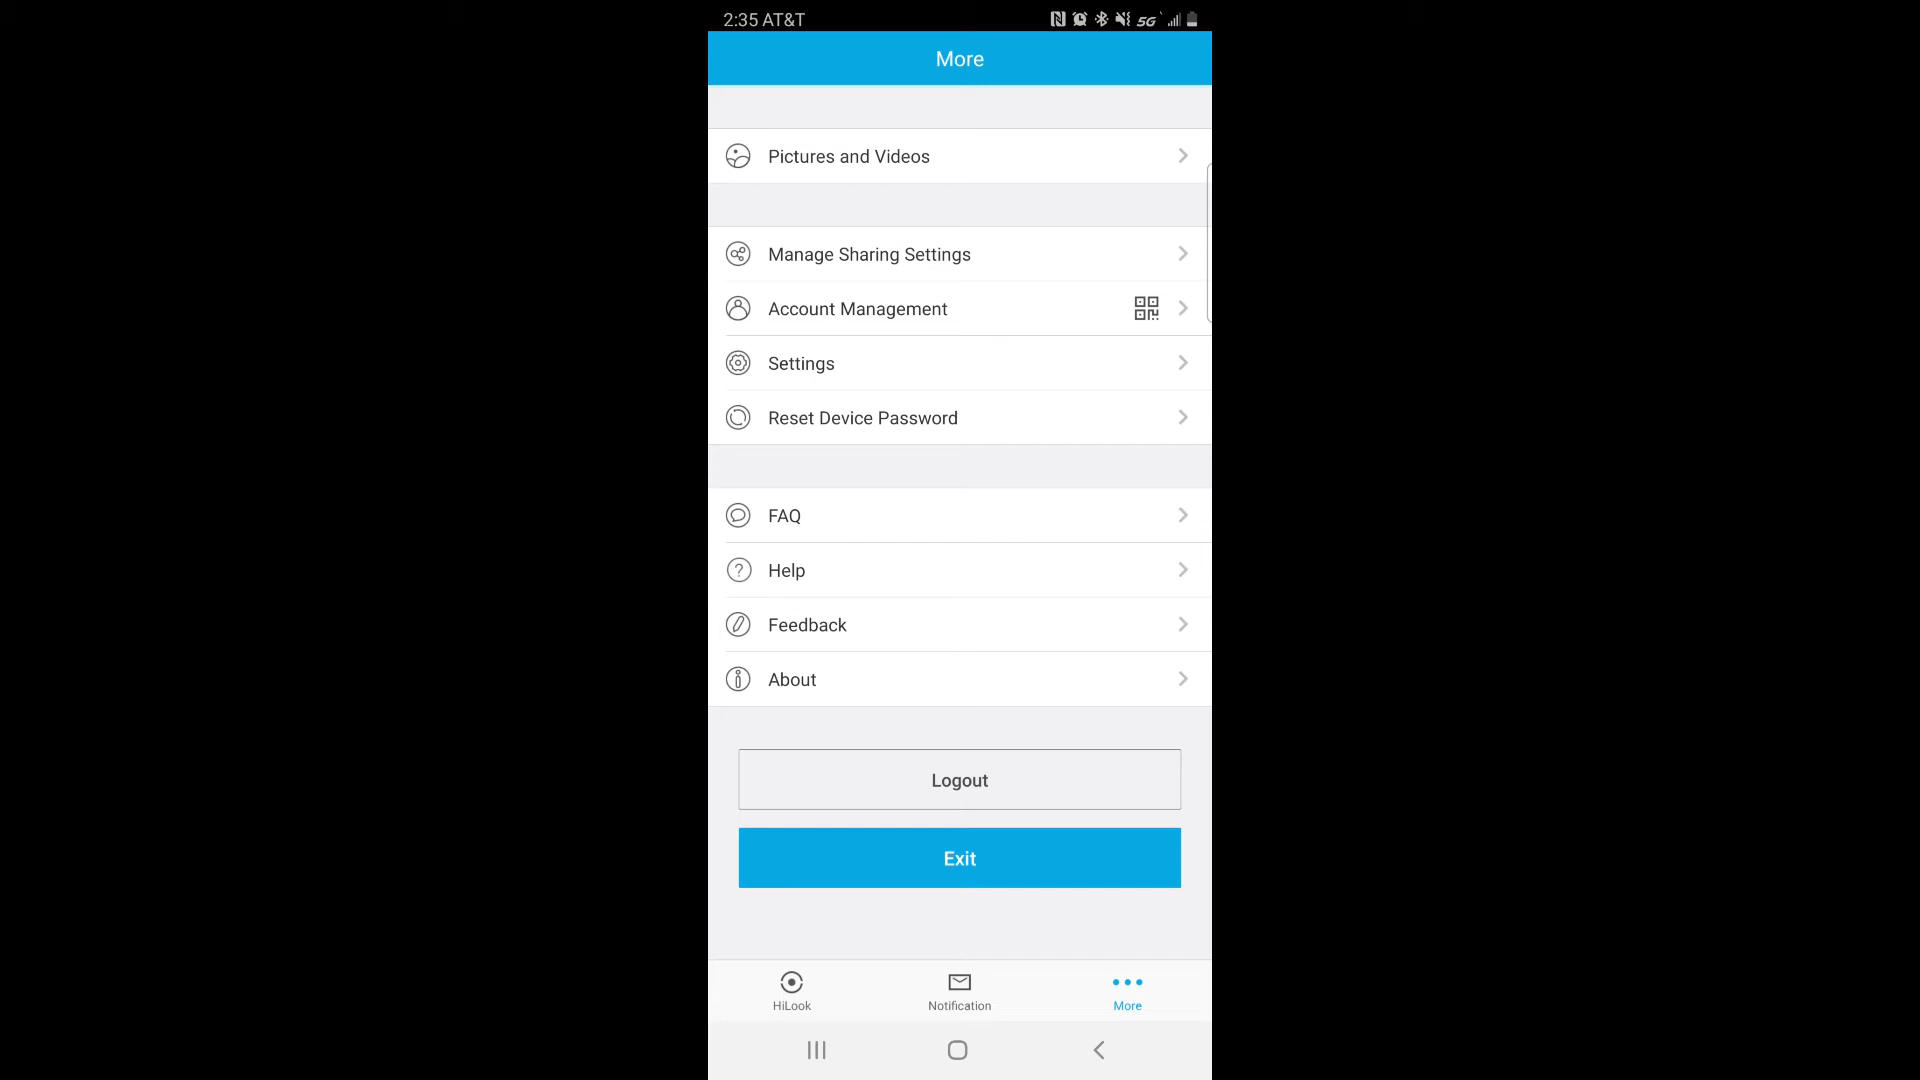 2:35 AT&T
5G
More
Pictures and Videos
Manage Sharing Settings
Account Management
Settings
Reset Device Password
FAQ
Help
Feedback
About
Logout
Exit
HiLook
Notification
More